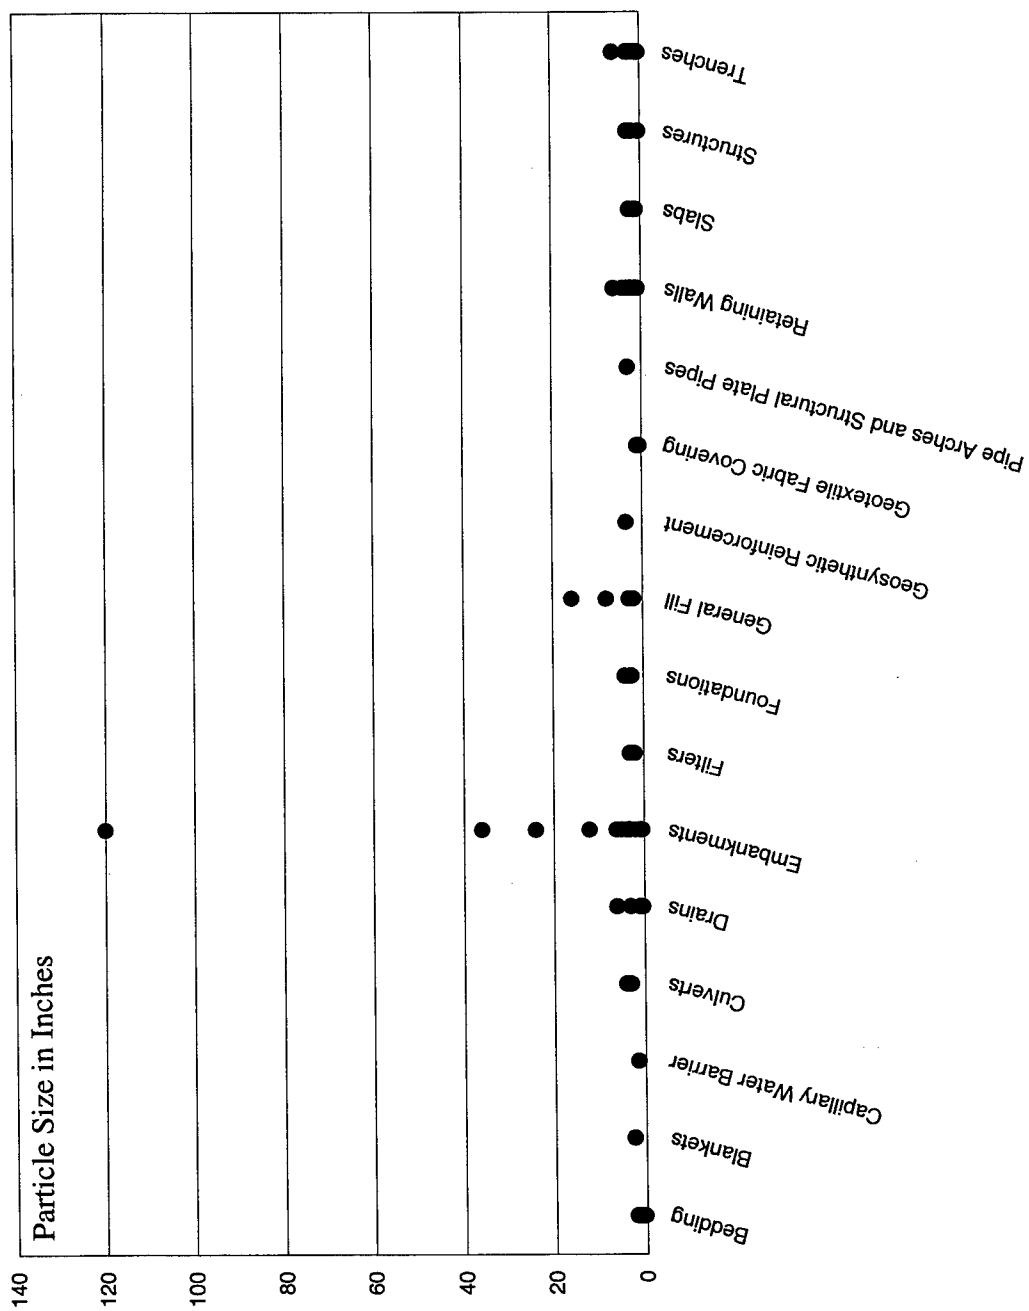 Particle Size in Inches
140
120
100
80
60
40
20
0
Bedding
Blankets
Capillary Water Barrier
Culverts
Drains
Embankments
Filters
Foundations
General Fill
Geosynthetic Reinforcement
Geotextile Fabric Covering
Pipe Arches and Structural Plate Pipes
Retaining Walls
Slabs
Structures
Trenches